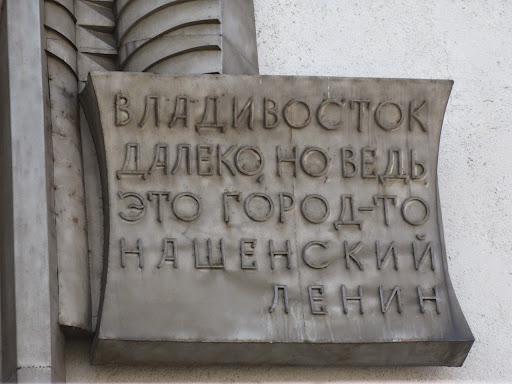 ВЛАДИВОСТОК
ДАЛЕКО, НО ВЕДЬ
ЭТО ГОРОД-ТО
НАШЕНСКИЙ
ЛЕНИН